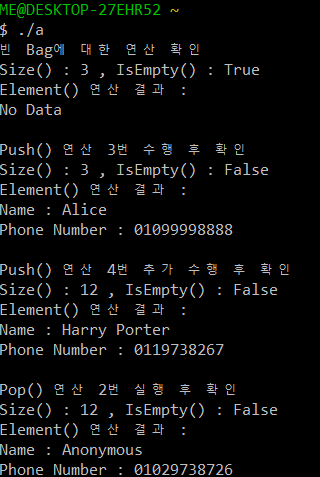 ME@DESKTOP-27EHR52 ~
$ ./a
빈 Bag에 대한 연산 확인
Size() : 3 , IsEmpty() : True
Element() 연산 결과 :
No Data
Push() 연산 3번 수행 후 확인
Size() : 3 , IsEmpty() : False
Element() 연산 결과 :
Name : Alice
Phone Number : 01099998888
Push() 연산 4번 추가 수행 후 확인
Size() : 12 , IsEmpty() : False
Element() 연산 결과 :
Name : Harry Porter
Phone Number : 0119738267
Pop() 연산 2번 실행 후 확인
Size() : 12 , IsEmpty() : False
Element() 연산 결과 :
Name : Anonymous
Phone Number : 01029738726